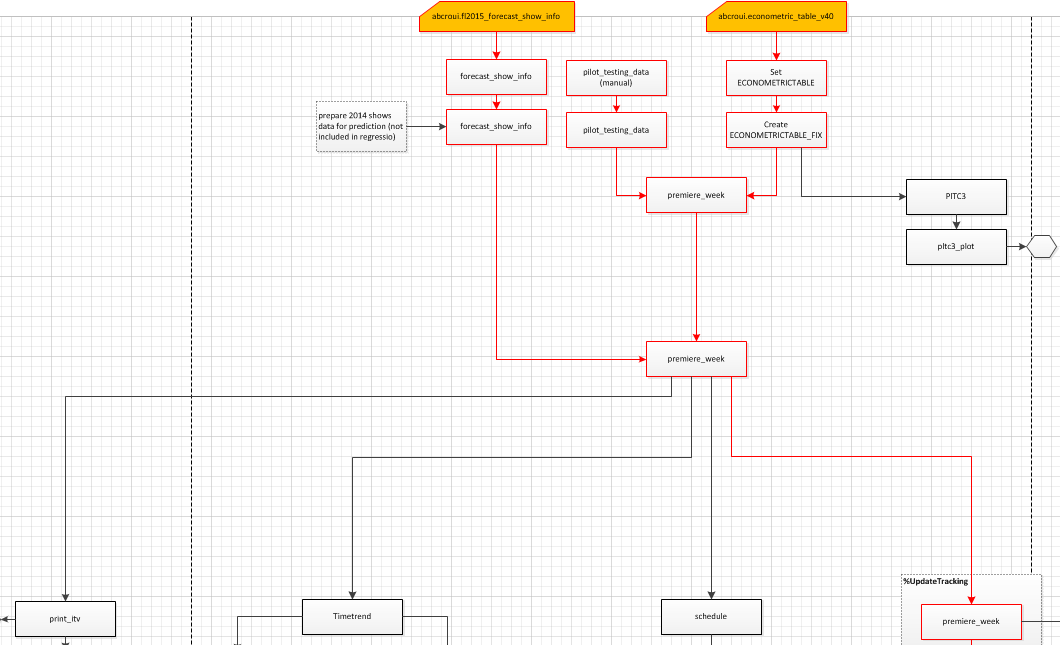 abcroui.fl2015_forecast_show_info
abcroui.econometric_table_v40
forecast_show_info
pilot_testing_data
(manual)
Set
ECONOMETRICTABLE
prepare 2014 shows
data for prediction (not
included in regressio)
forecast_show_info
pilot_testing_data
Create
ECONOMETRICTABLE_FIX
premiere_week
PITC3
pltc3_plot
premiere_week
%UpdateTracking
print_itv
Timetrend
schedule
premiere_week